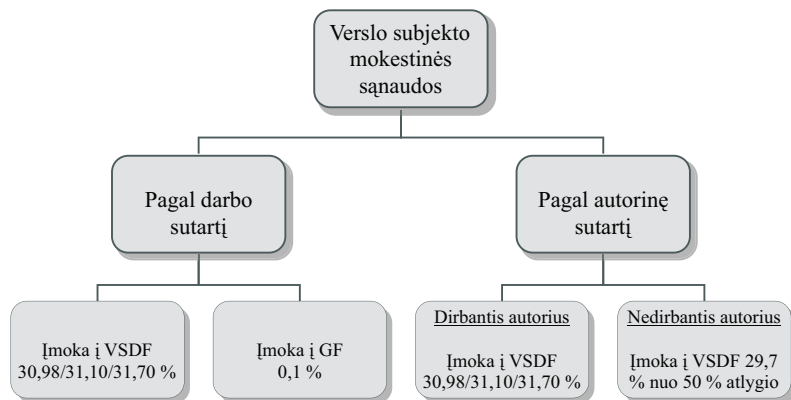 Verslo subjekto
mokestinės
sąnaudos
Pagal darbo
sutartį
Pagal autorinę
sutartį
Įmoka į VSDF
30,98/31,10/31,70 %
Įmoka į GF
0,1 %
Dirbantis autorius
Įmoka į VSDF
30,98/31,10/31,70 %
Nedirbantis autorius
Įmoka į VSDF 29,7
% nuo 50 % atlygio